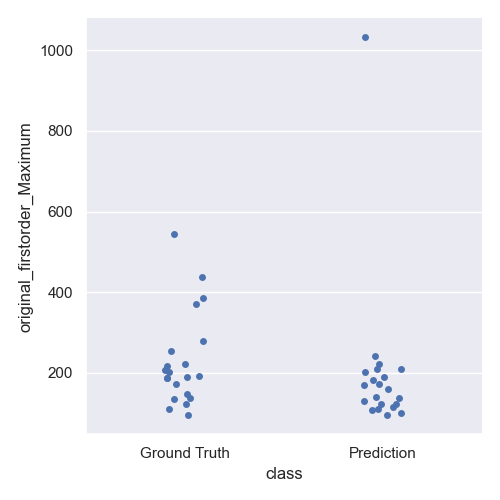 1000
800
600
400
200
original_firstorder_Maximum
Ground Truth
Prediction
class